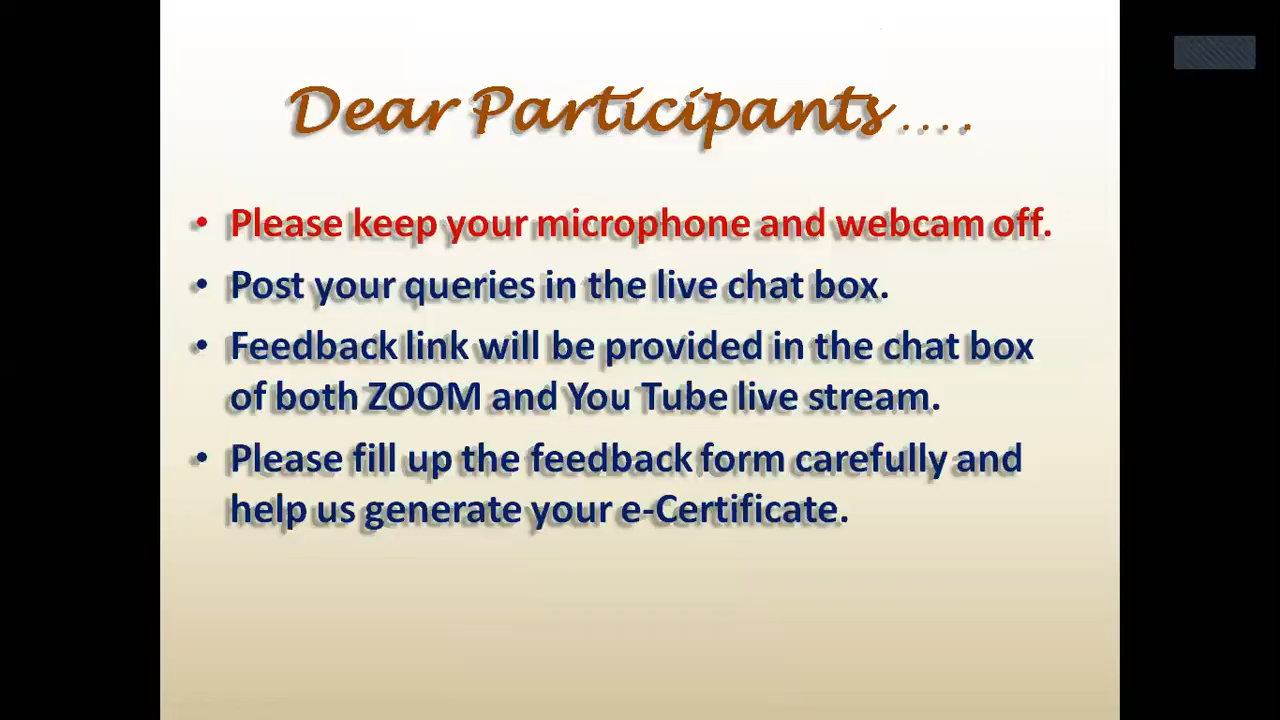 Dear Participants ....
• Please keep your microphone and webcam off.
• Post your queries in the live chat box.
• Feedback link will be provided in the chat box
of both ZOOM and You Tube live stream.
• Please fill up the feedback form carefully and
help us generate your e-Certificate.